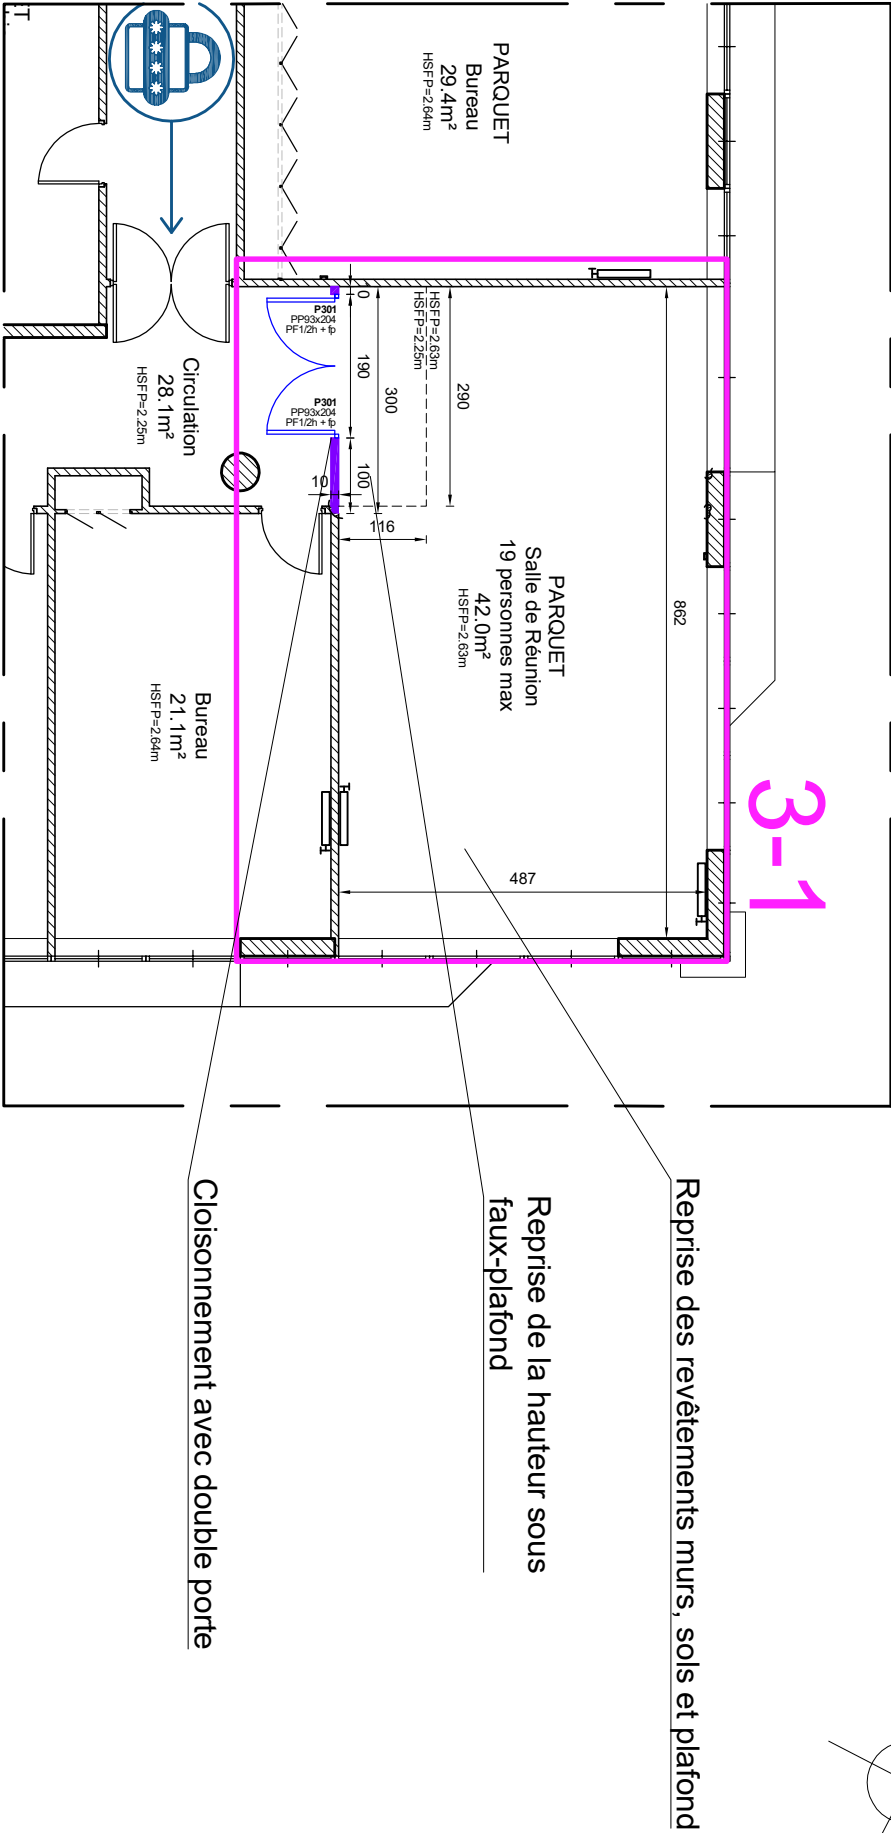 PARQUET
Bureau
29.4m²
HSFP=2.64m
P301
PP93x204
PF1/2h + fp
P301
PP93x204
PF1/2h + fp
HSFP=2.63m
HSFP=2.25m
0
190
300
290
100
10
116
862
487
Circulation
28.1m²
HSFP=2.25m
PARQUET
Salle de Réunion
19 personnes max
42.0m²
HSFP=2.63m
Bureau
21.1m²
HSFP=2.64m
3-1
Reprise des revêtements murs, sols et plafond
Reprise de la hauteur sous
faux-plafond
Cloisonnement avec double porte